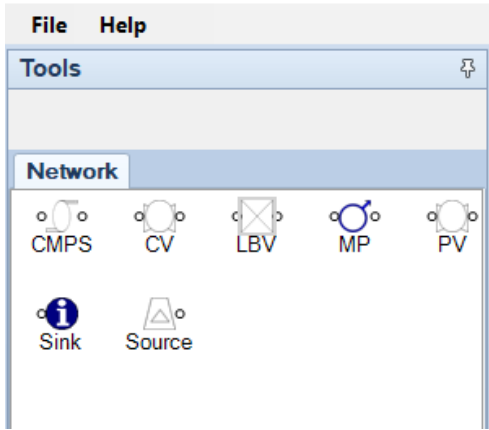 File Help
Tools
Network
CMPS CV LBV MP PV
Sink Source